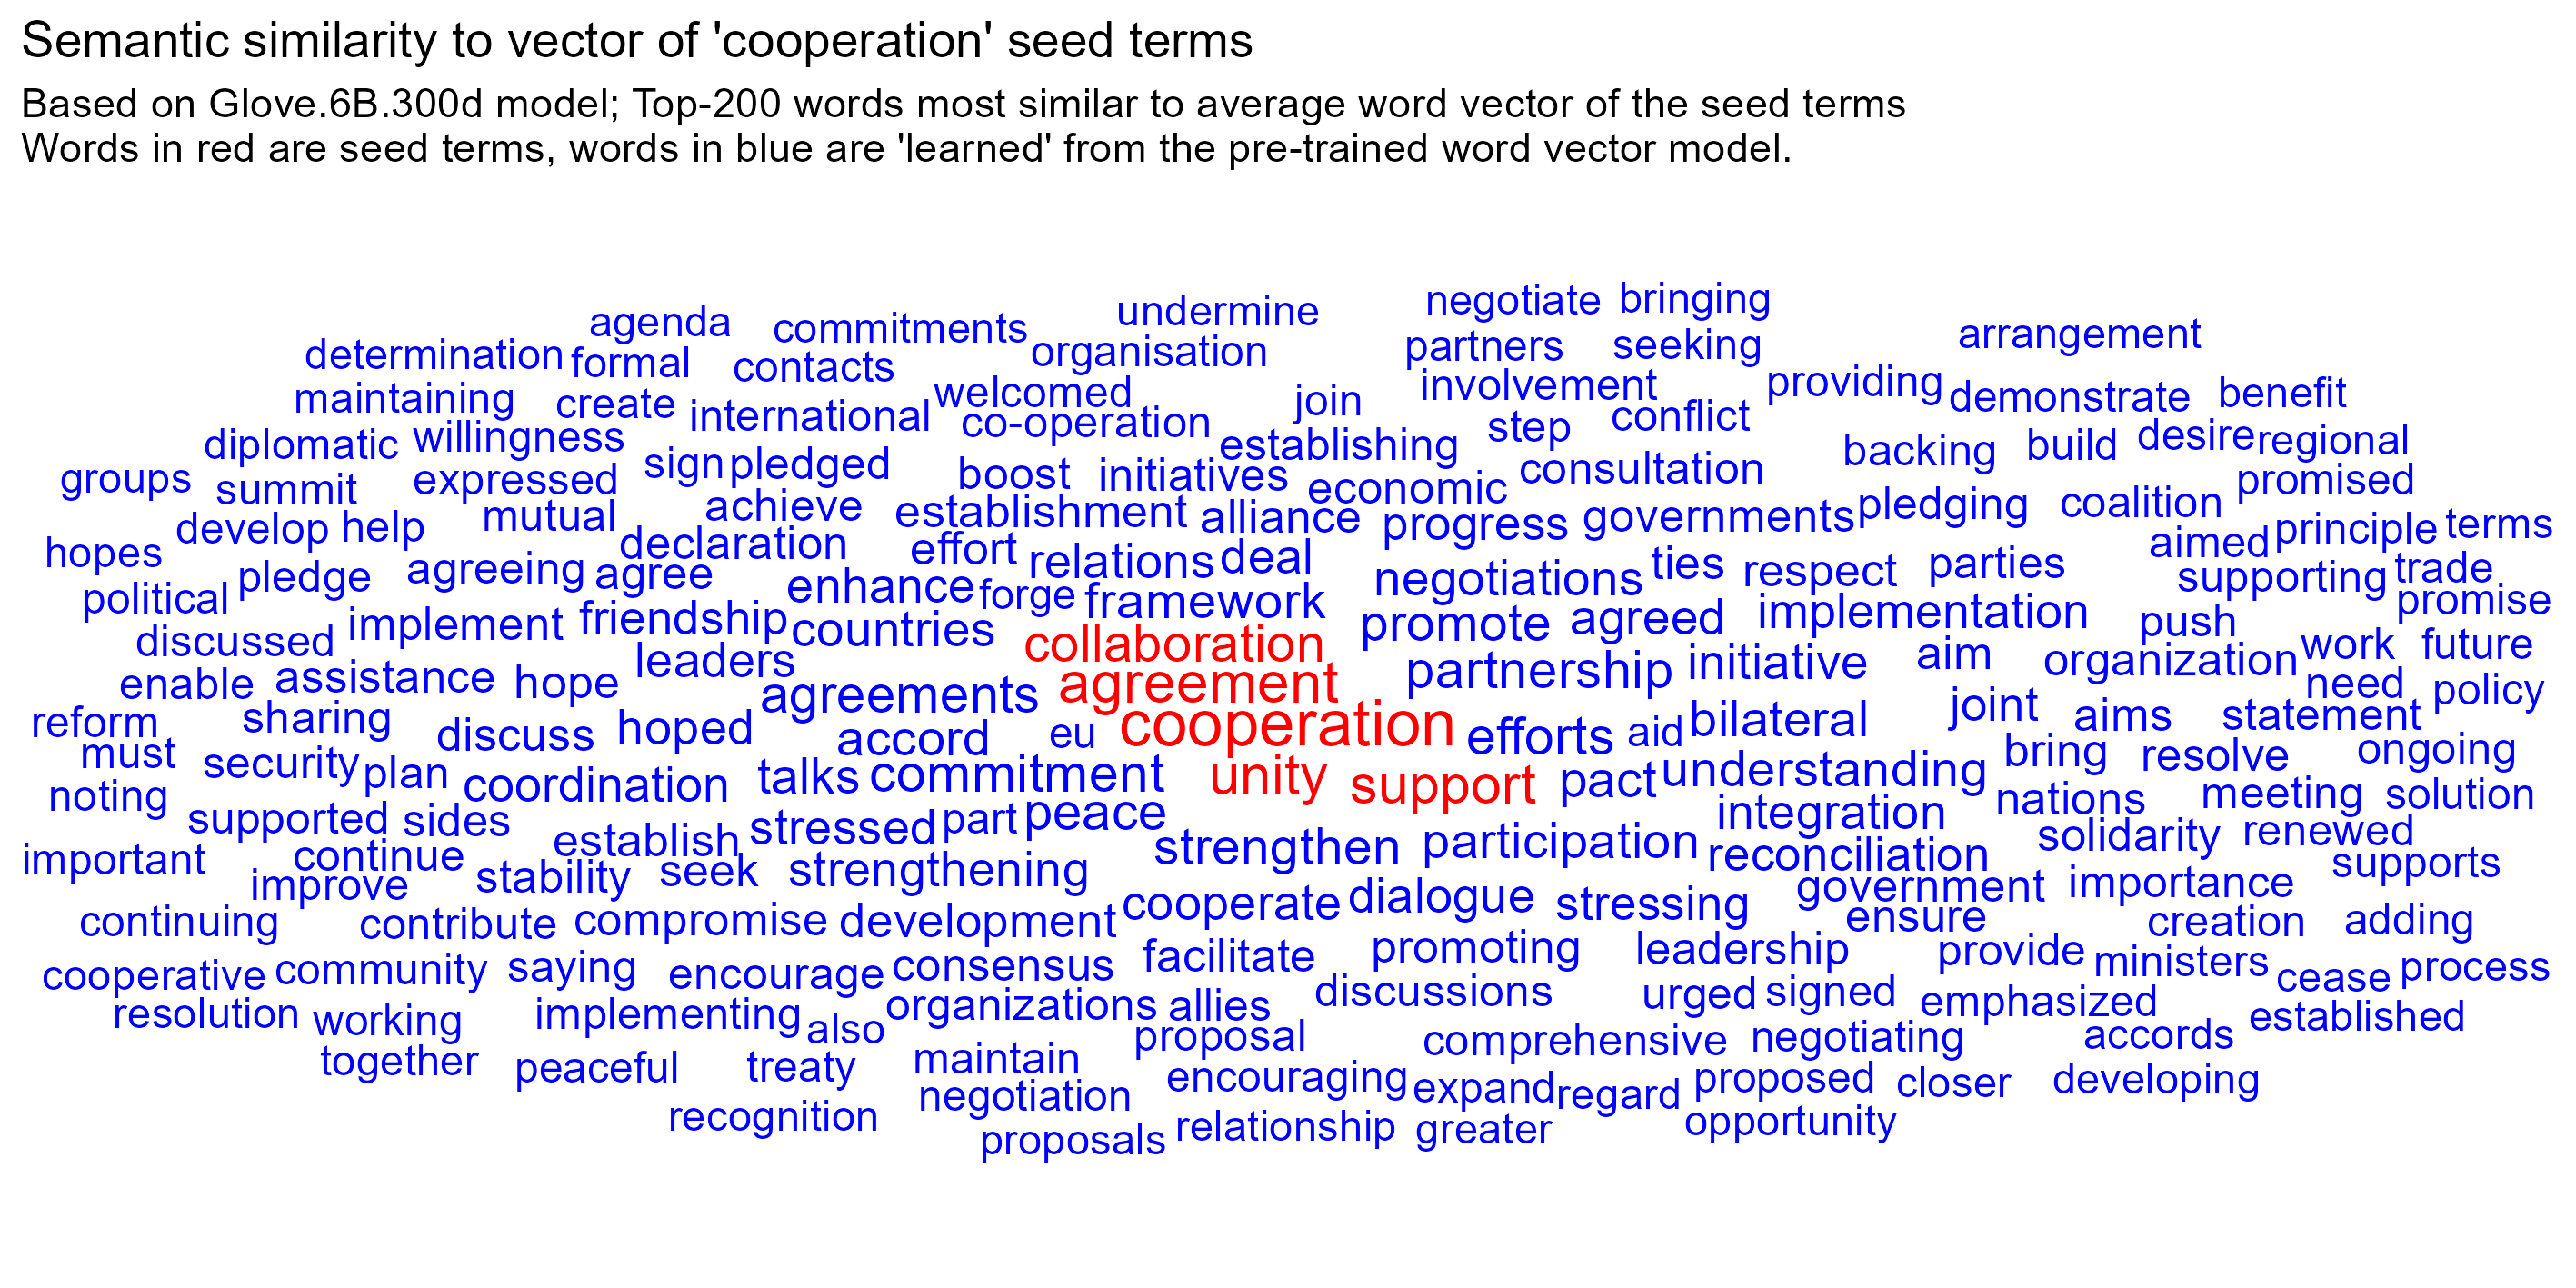 Semantic similarity to vector of 'cooperation' seed terms
Based on Glove.6B.300d model; Top-200 words most similar to average word vector of the seed terms
Words in red are seed terms, words in blue are 'learned' from the pre-trained word vector model.
negotiate bringing
agenda commitments undermine
determination formal contacts organisation partners seeking arrangement
maintaining create international welcomed join involvement providing demonstrate benefit
diplomatic willingness co-operation establishing step conflict backing build desire regional
groups summit expressed sign pledged boost initiatives economic consultation promised
develop help mutual achieve establishment alliance progress governments pledging coalition principle terms
hopes declaration effort relations deal aimed
political pledge agreeing agree enhance forge framework negotiations ties respect parties supporting trade promise
discussed implement friendship countries collaboration promote agreed implementation push work future
enable assistance hope leaders agreements agreement partnership initiative aim organization need policy
reform sharing discuss hoped accord eu cooperation efforts aid bilateral joint aims statement
must security plan coordination talks commitment unity support pact understanding bring resolve ongoing
noting supported sides establish stressed part peace integration nations meeting solution
important continue stability seek strengthening strengthen participation reconciliation solidarity renewed supports
improve cooperate dialogue stressing government importance
continuing contribute compromise development facilitate promoting leadership ensure creation adding
cooperative community saying encourage consensus provide ministers cease process
resolution working implementing also organizations allies discussions urged signed emphasized established
together peaceful treaty maintain proposal comprehensive negotiating accords
recognition negotiation encouraging expand regard proposed closer developing
proposals relationship greater opportunity